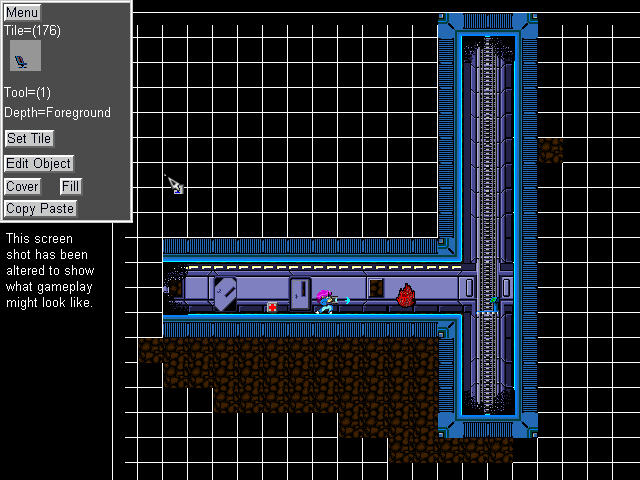 Menu
Tile=(176)
Tool=(1)
Depth=Foreground
Set Tile
Edit Object
Cover Fill
Copy Paste
This screen
shot has been
altered to show
what gameplay
might look like.